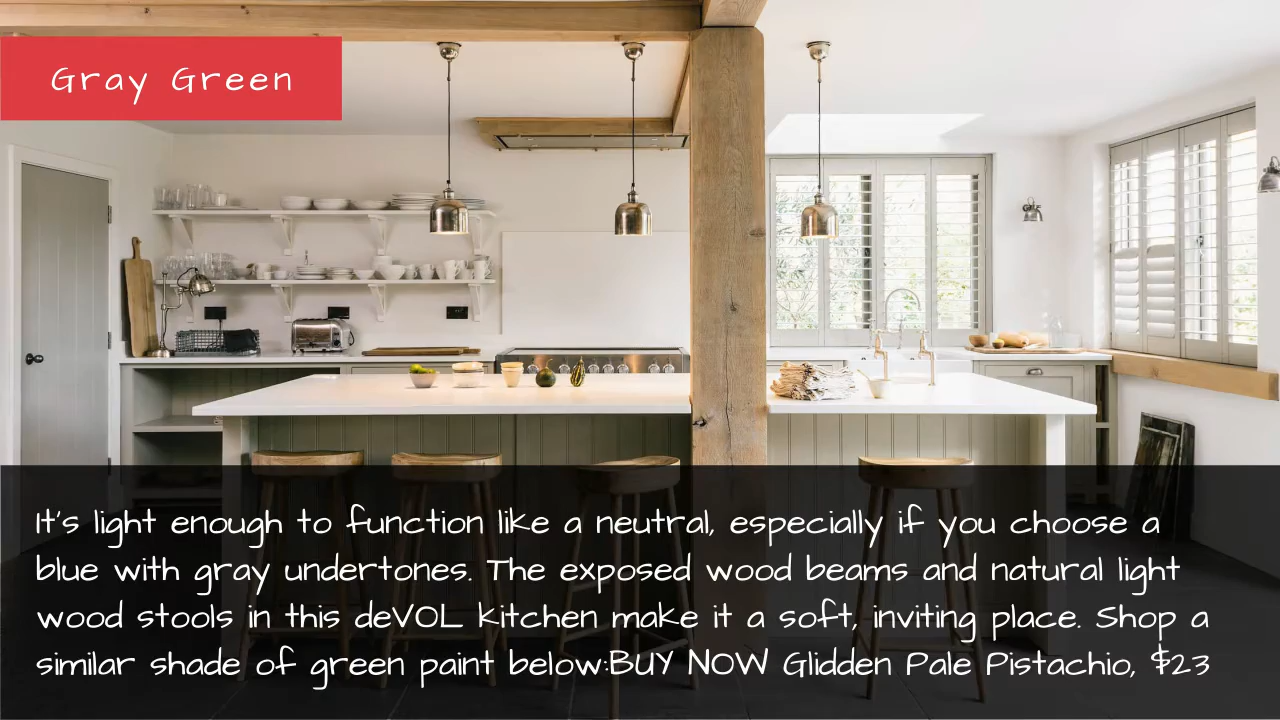 Gray Green
It's light enough to function like a neutral, especially if you choose a
blue with gray undertones. The exposed wood beams and natural light
wood stools in this deVOL kitchen make it a soft, inviting place. Shop a
similar shade of green paint below:BUY NOW Glidden Pale Pistachio, $23